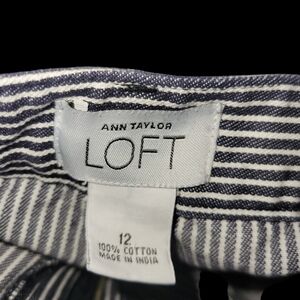 ANN TAYLOR
LOFT
12
100% COTTON
MADE IN INDIA